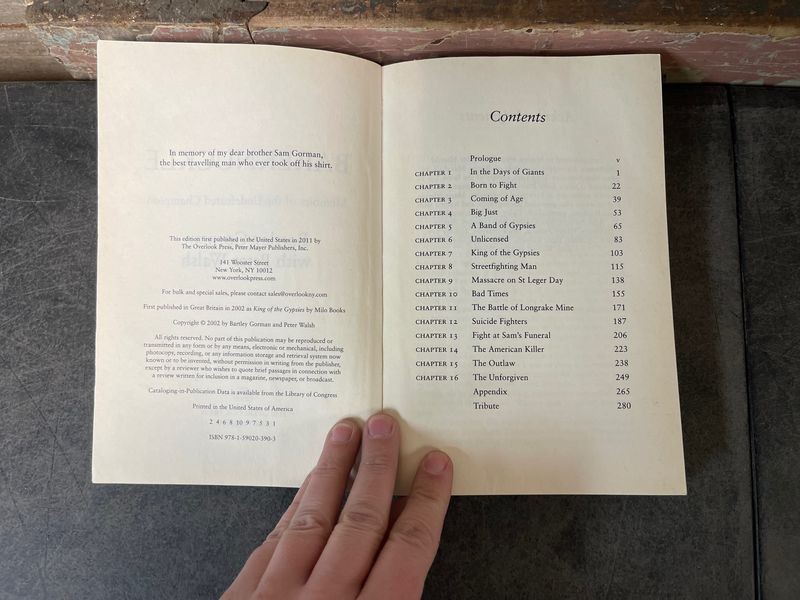 In memory of my dear brother Sam Gorman,
the best travelling man who ever took off his shirt.
This edition first published in the United States in 2011 by
The Overlook Press, Peter Mayer Publishers, Inc.
141 Wooster Street
New York, NY 10012
www.overlookpress.com
For bulk and special sales, please contact sales@overlookny.com
First published in Great Britain in 2002 as King of the Gypsies by Milo Books
Copyright © 2002 by Bartley Gorman and Peter Walsh
All rights reserved. No part of this publication may be reproduced or
transmitted in any form or by any means, electronic or mechanical, including
photocopy, recording, or any information storage and retrieval system now
known or to be invented, without permission in writing from the publisher,
except by a reviewer who wishes to quote brief passages in connection with
a review written for inclusion in a magazine, newspaper, or broadcast.
Cataloging-in-Publication Data is available from the Library of Congress
Printed in the United States of America
2 4 6 8 10 9 7 5 3 1
ISBN 978-1-59020-390-3
Contents
Prologue v
CHAPTER 1 In the Days of Giants 1
CHAPTER 2 Born to Fight 22
CHAPTER 3 Coming of Age 39
CHAPTER 4 Big Just 53
CHAPTER 5 A Band of Gypsies 65
CHAPTER 6 Unlicensed 83
CHAPTER 7 King of the Gypsies 103
CHAPTER 8 Streetfighting Man 115
CHAPTER 9 Massacre on St Leger Day 138
CHAPTER 10 Bad Times 155
CHAPTER 11 The Battle of Longrake Mine 171
CHAPTER 12 Suicide Fighters 187
CHAPTER 13 Fight at Sam's Funeral 206
CHAPTER 14 The American Killer 223
CHAPTER 15 The Outlaw 238
CHAPTER 16 The Unforgiven 249
Appendix 265
Tribute 280